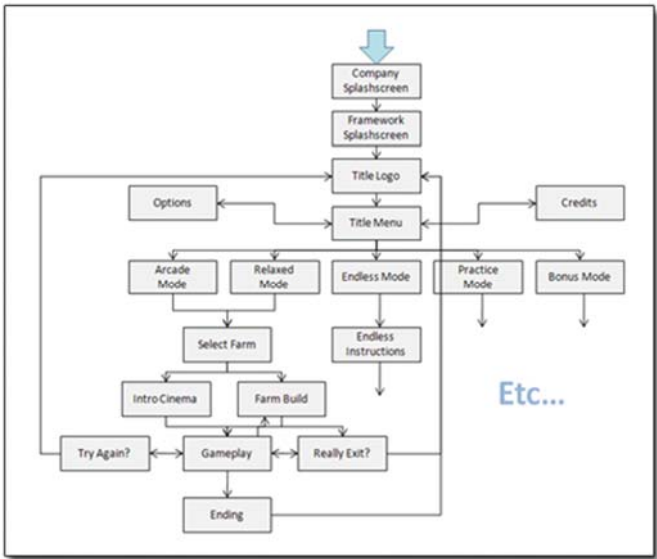 Company
Splashscreen
Framework
Splashscreen
Title Logo
Options
Credits
Title Menu
Arcade
Mode
Relaxed
Mode
Endless Mode
Practice
Mode
Bonus Mode
Select Farm
Endless
Instructions
Intro Cinema
Farm Build
Etc...
Try Again?
Gameplay
Really Exit?
Ending